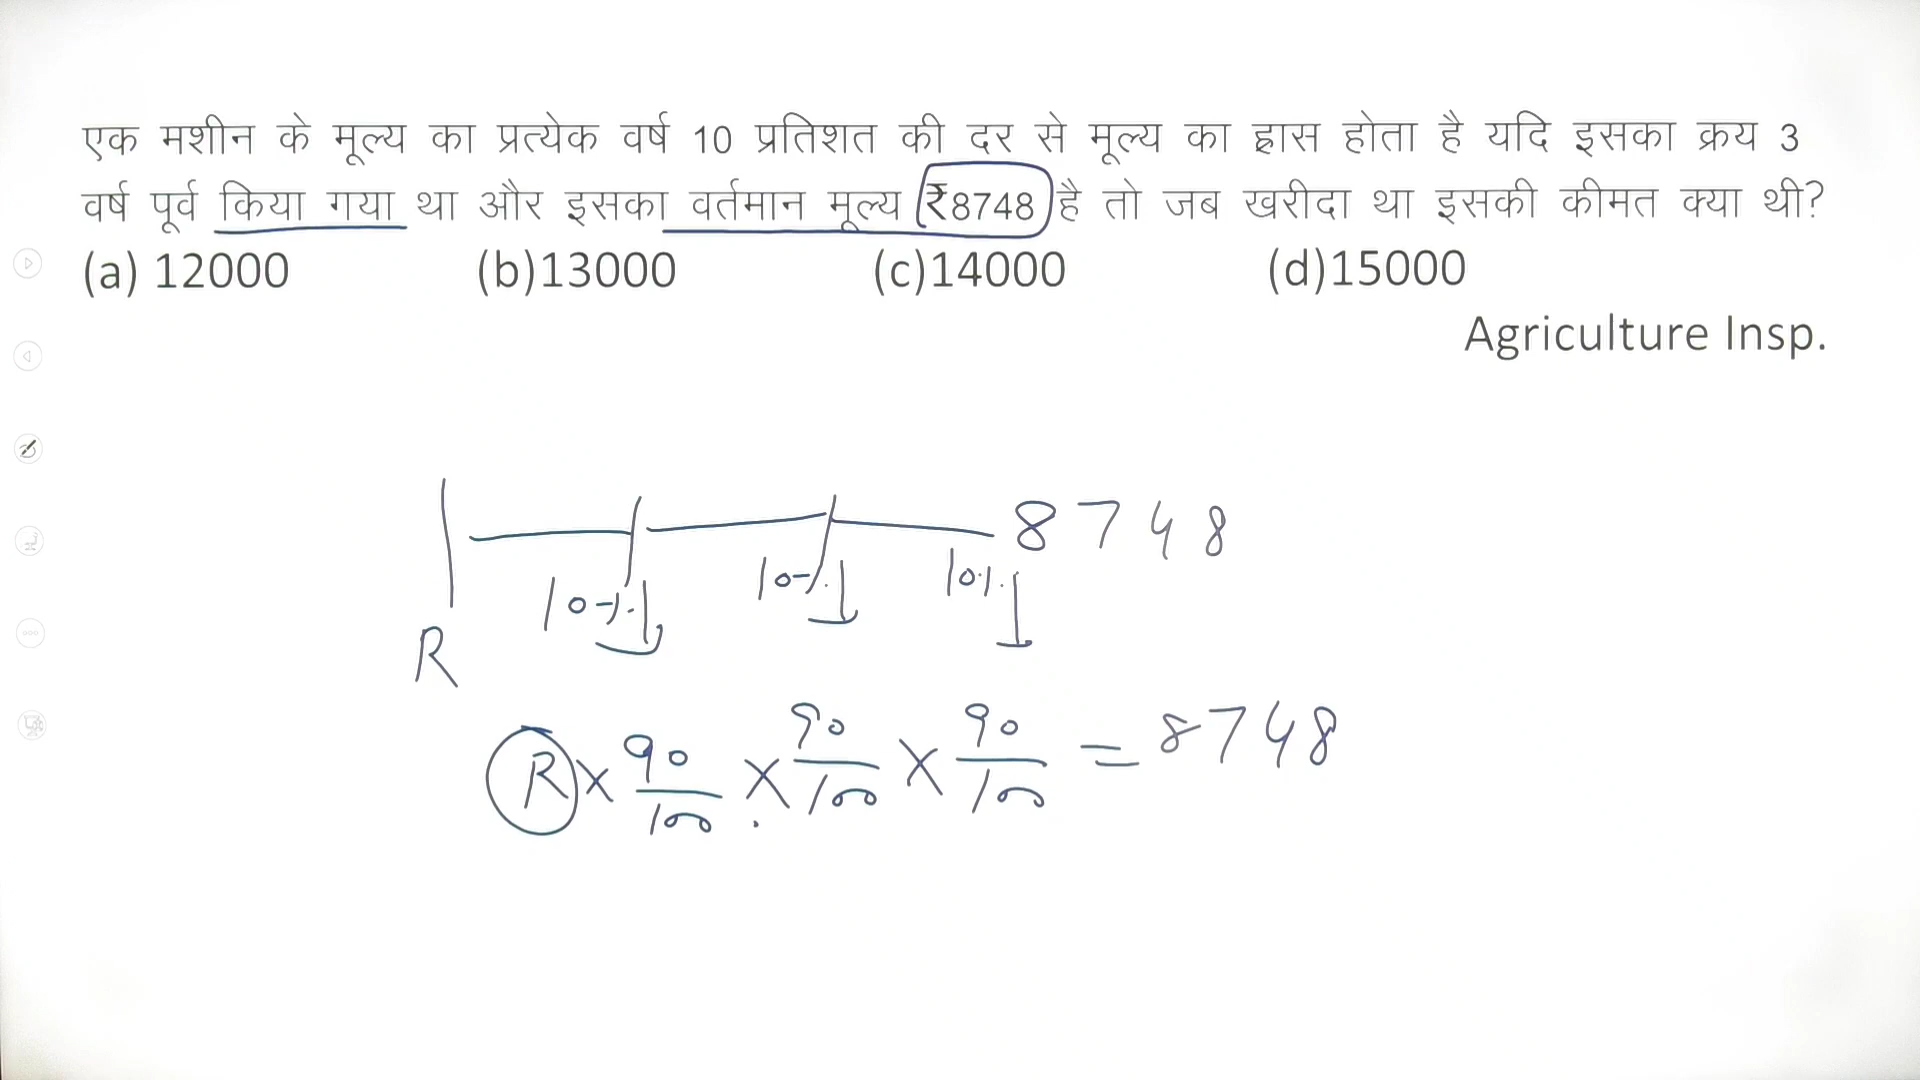 एक मशीन के मूल्य का प्रत्येक वर्ष 10 प्रतिशत की दर से मूल्य का ह्रास होता है यदि इसका क्रय 3
वर्ष पूर्व किया गया था और इसका वर्तमान मूल्य ₹8748 है तो जब खरीदा था इसकी कीमत क्या थी?
(a) 12000 (b)13000 (c)14000 (d)15000
Agriculture Insp.
8748
10% 10% 10%
R
R × 90/100 × 90/100 × 90/100 = 8748